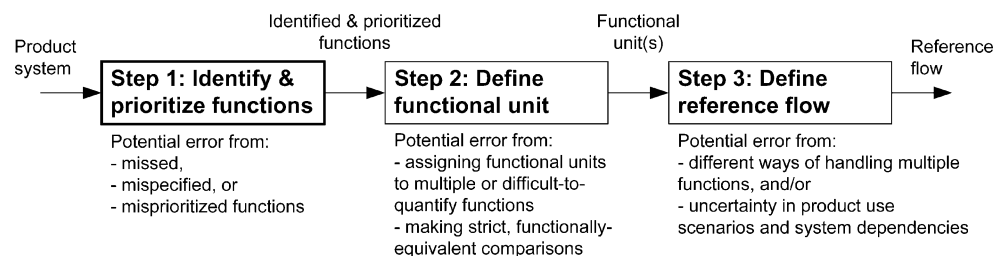 Product
system
Step 1: Identify &
prioritize functions
Potential error from:
- missed,
- mispecified, or
- misprioritized functions
Identified & prioritized
functions
Step 2: Define
functional unit
Potential error from:
- assigning functional units
to multiple or difficult-to-
quantify functions
- making strict, functionally-
equivalent comparisons
Functional
unit(s)
Step 3: Define
reference flow
Potential error from:
- different ways of handling multiple
functions, and/or
- uncertainty in product use
scenarios and system dependencies
Reference
flow